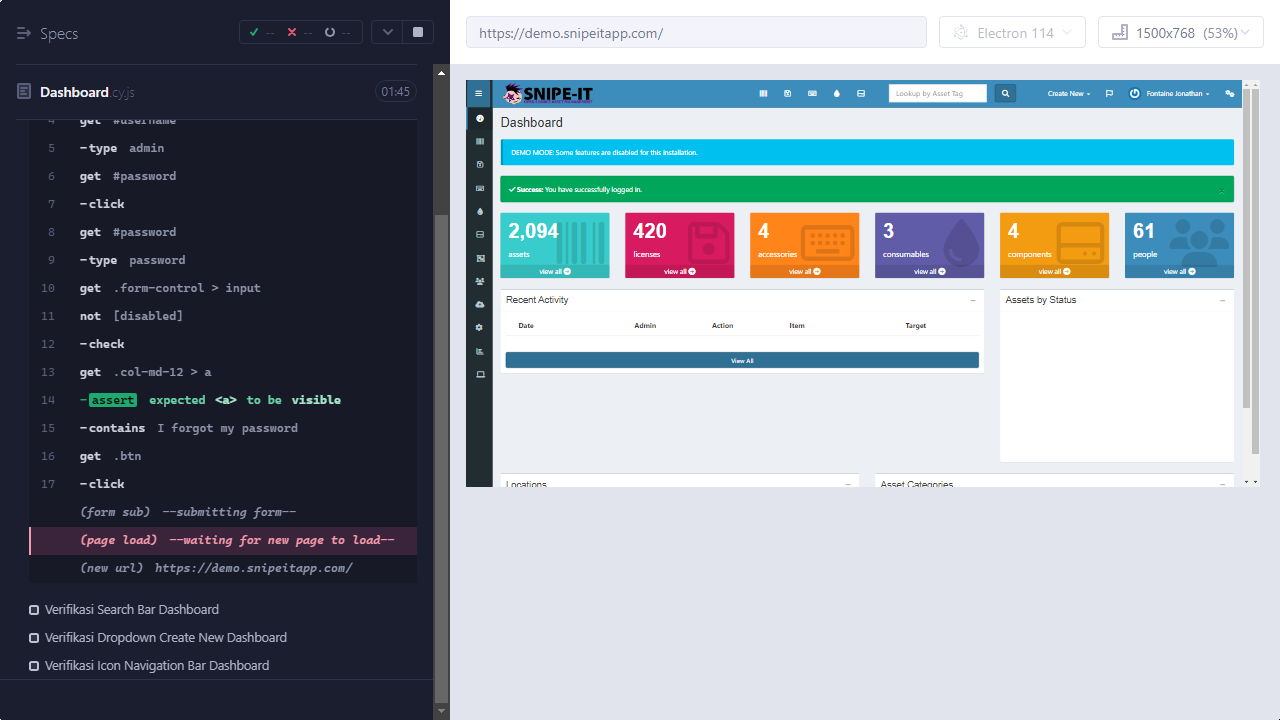 Specs
-- -- --
Dashboard.cy.js 01:45
4 get #username
5 -type admin
6 get #password
7 -click
8 get #password
9 -type password
10 get .form-control > input
11 not [disabled]
12 -check
13 get .col-md-12 > a
14 -assert expected <a> to be visible
15 -contains I forgot my password
16 get .btn
17 -click
(form sub) --submitting form--
(page load) --waiting for new page to load--
(new url) https://demo.snipeitapp.com/
Verifikasi Search Bar Dashboard
Verifikasi Dropdown Create New Dashboard
Verifikasi Icon Navigation Bar Dashboard
https://demo.snipeitapp.com/
Electron 114
1500x768 (53%)
SNIPE-IT
Lookup by Asset Tag
Create New
Fontaine Jonathan
Dashboard
DEMO MODE: Some features are disabled for this installation.
Success: You have successfully logged in.
2,094
assets
view all
420
licenses
view all
4
accessories
view all
3
consumables
view all
4
components
view all
61
people
view all
Recent Activity
Date Admin Action Item Target
View All
Assets by Status
Locations
Asset Categories